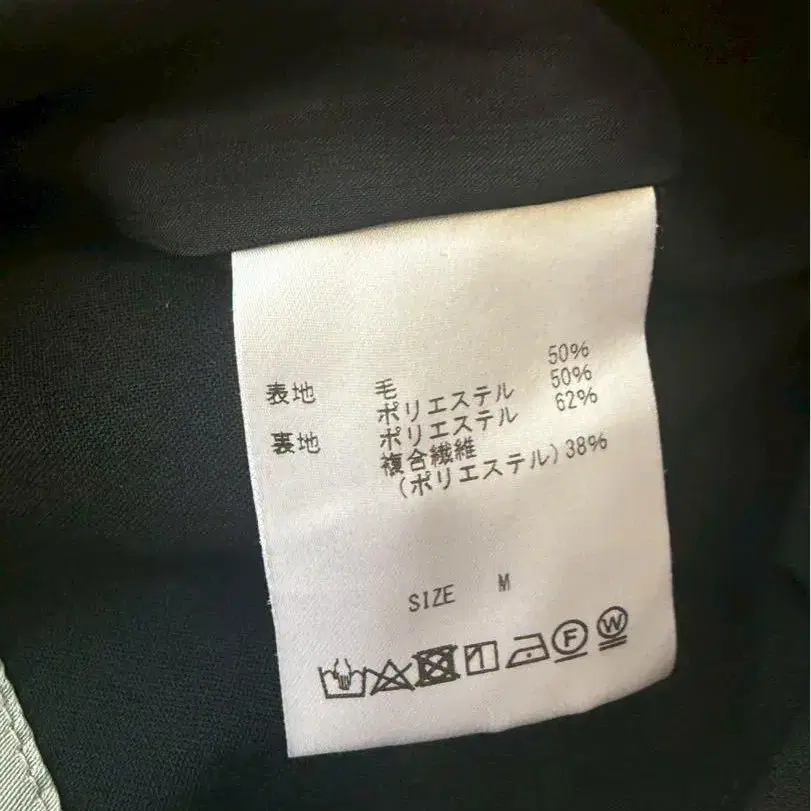 表地 毛 50%
ポリエステル 50%
裏地 ポリエステル 62%
複合繊維
(ポリエステル) 38%
SIZE M
F W